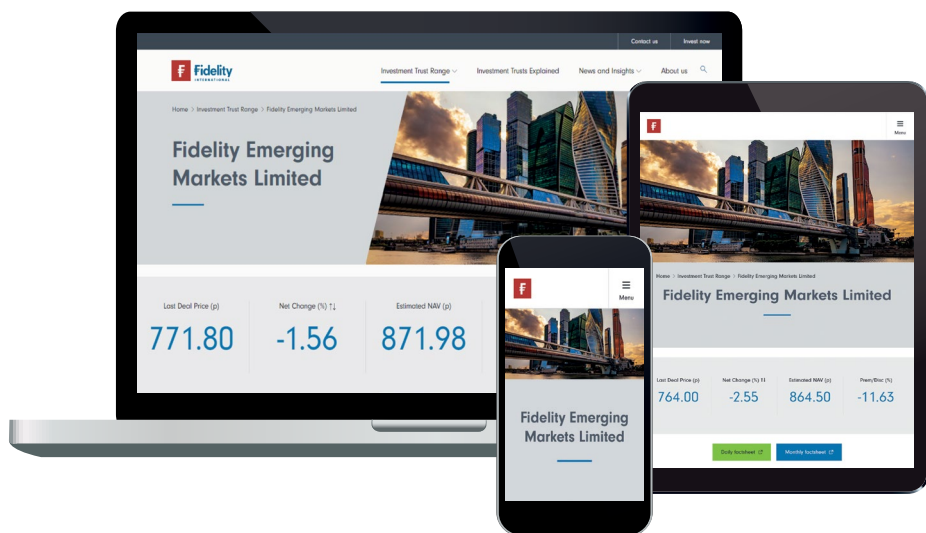 Contact us
Invest now
Fidelity
INTERNATIONAL
Investment Trust Range
Investment Trusts Explained
News and Insights
About us
Home > Investment Trust Range > Fidelity Emerging Markets Limited
Fidelity Emerging
Markets Limited
Last Deal Price (p)
Net Change (%) ↑↓
Estimated NAV (p)
771.80
-1.56
871.98
Menu
Fidelity Emerging
Markets Limited
Menu
Home > Investment Trust Range > Fidelity Emerging Markets Limited
Fidelity Emerging Markets Limited
Last Deal Price (p)
Net Change (%) ↑↓
Estimated NAV (p)
Prem/Disc (%)
764.00
-2.55
864.50
-11.63
Daily factsheet
Monthly factsheet